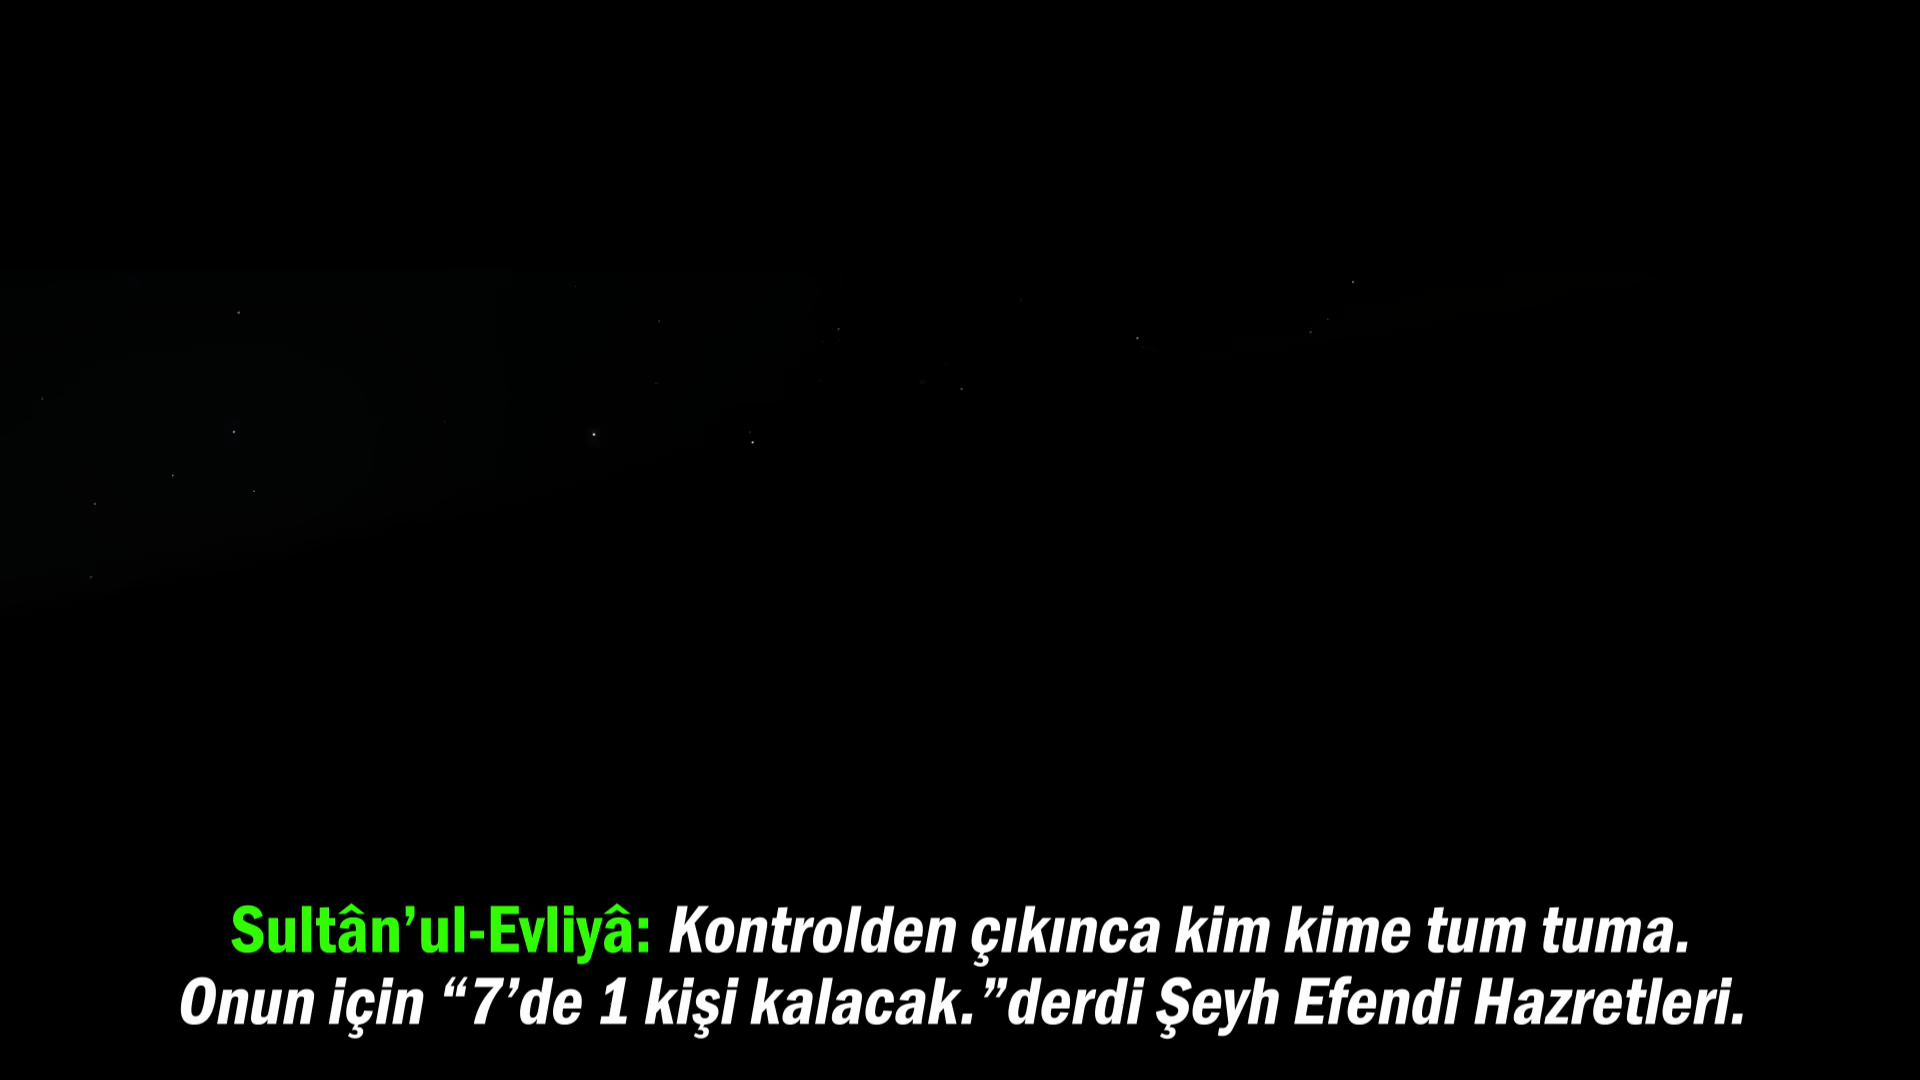 Sultân’ul-Evliyâ: Kontrolden çıkınca kim kime tum tuma.
Onun için “7’de 1 kişi kalacak.”derdi Şeyh Efendi Hazretleri.